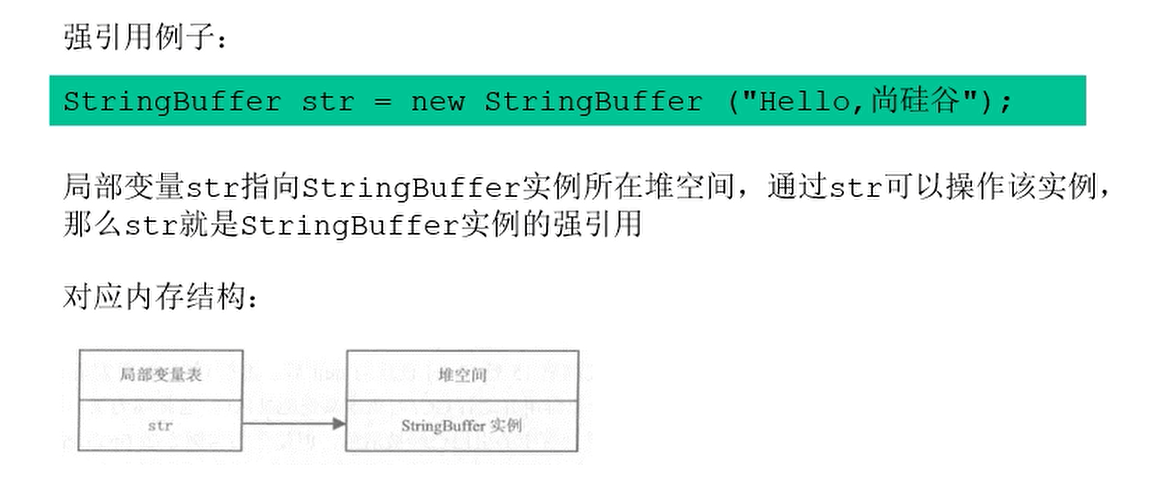 强引用例子：
StringBuffer str = new StringBuffer ("Hello,尚硅谷");
局部变量str指向StringBuffer实例所在堆空间，通过str可以操作该实例，
那么str就是StringBuffer实例的强引用
对应内存结构：
局部变量表
堆空间
str
StringBuffer 实例